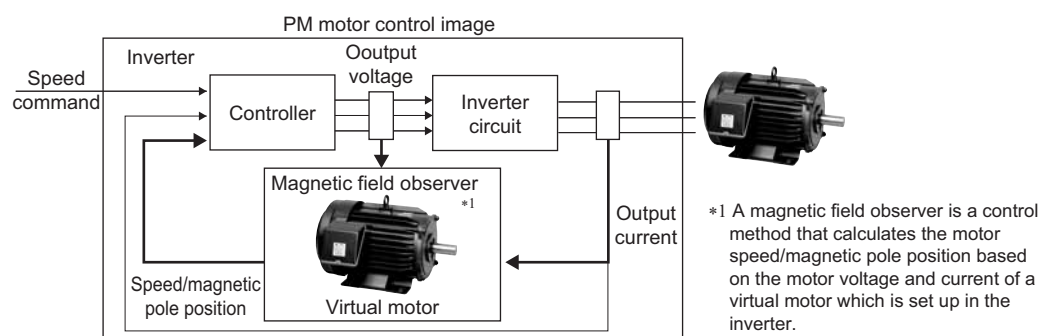 PM motor control image
Inverter
Ooutput
voltage
Speed
command
Controller
Inverter
circuit
Magnetic field observer
*1
Output
current
Speed/magnetic
pole position
Virtual motor
*1 A magnetic field observer is a control
method that calculates the motor
speed/magnetic pole position based
on the motor voltage and current of a
virtual motor which is set up in the
inverter.